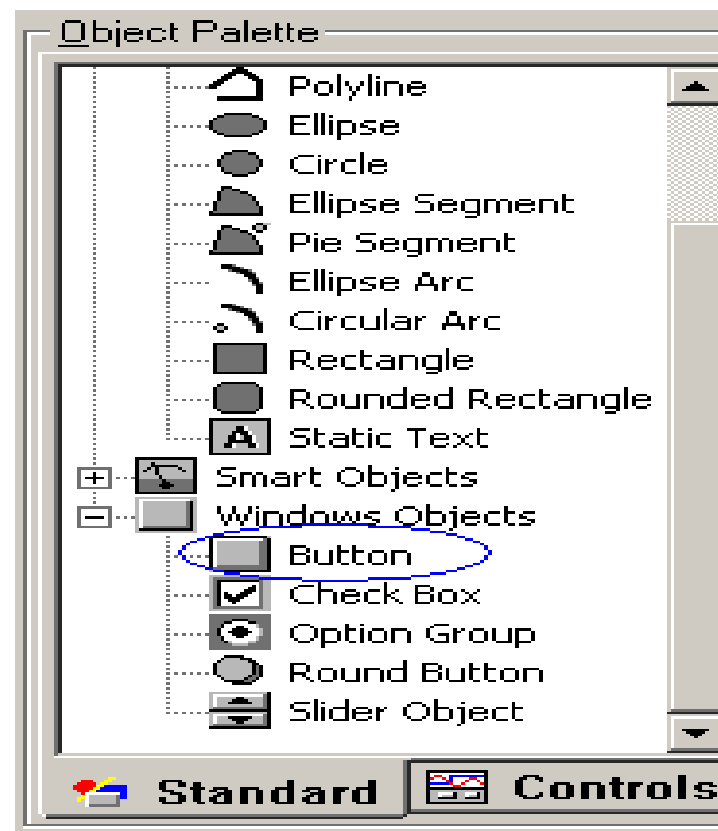 Object Palette
Polyline
Ellipse
Circle
Ellipse Segment
Pie Segment
Ellipse Arc
Circular Arc
Rectangle
Rounded Rectangle
A Static Text
Smart Objects
Windows Objects
Button
Check Box
Option Group
Round Button
Slider Object
Standard Controls